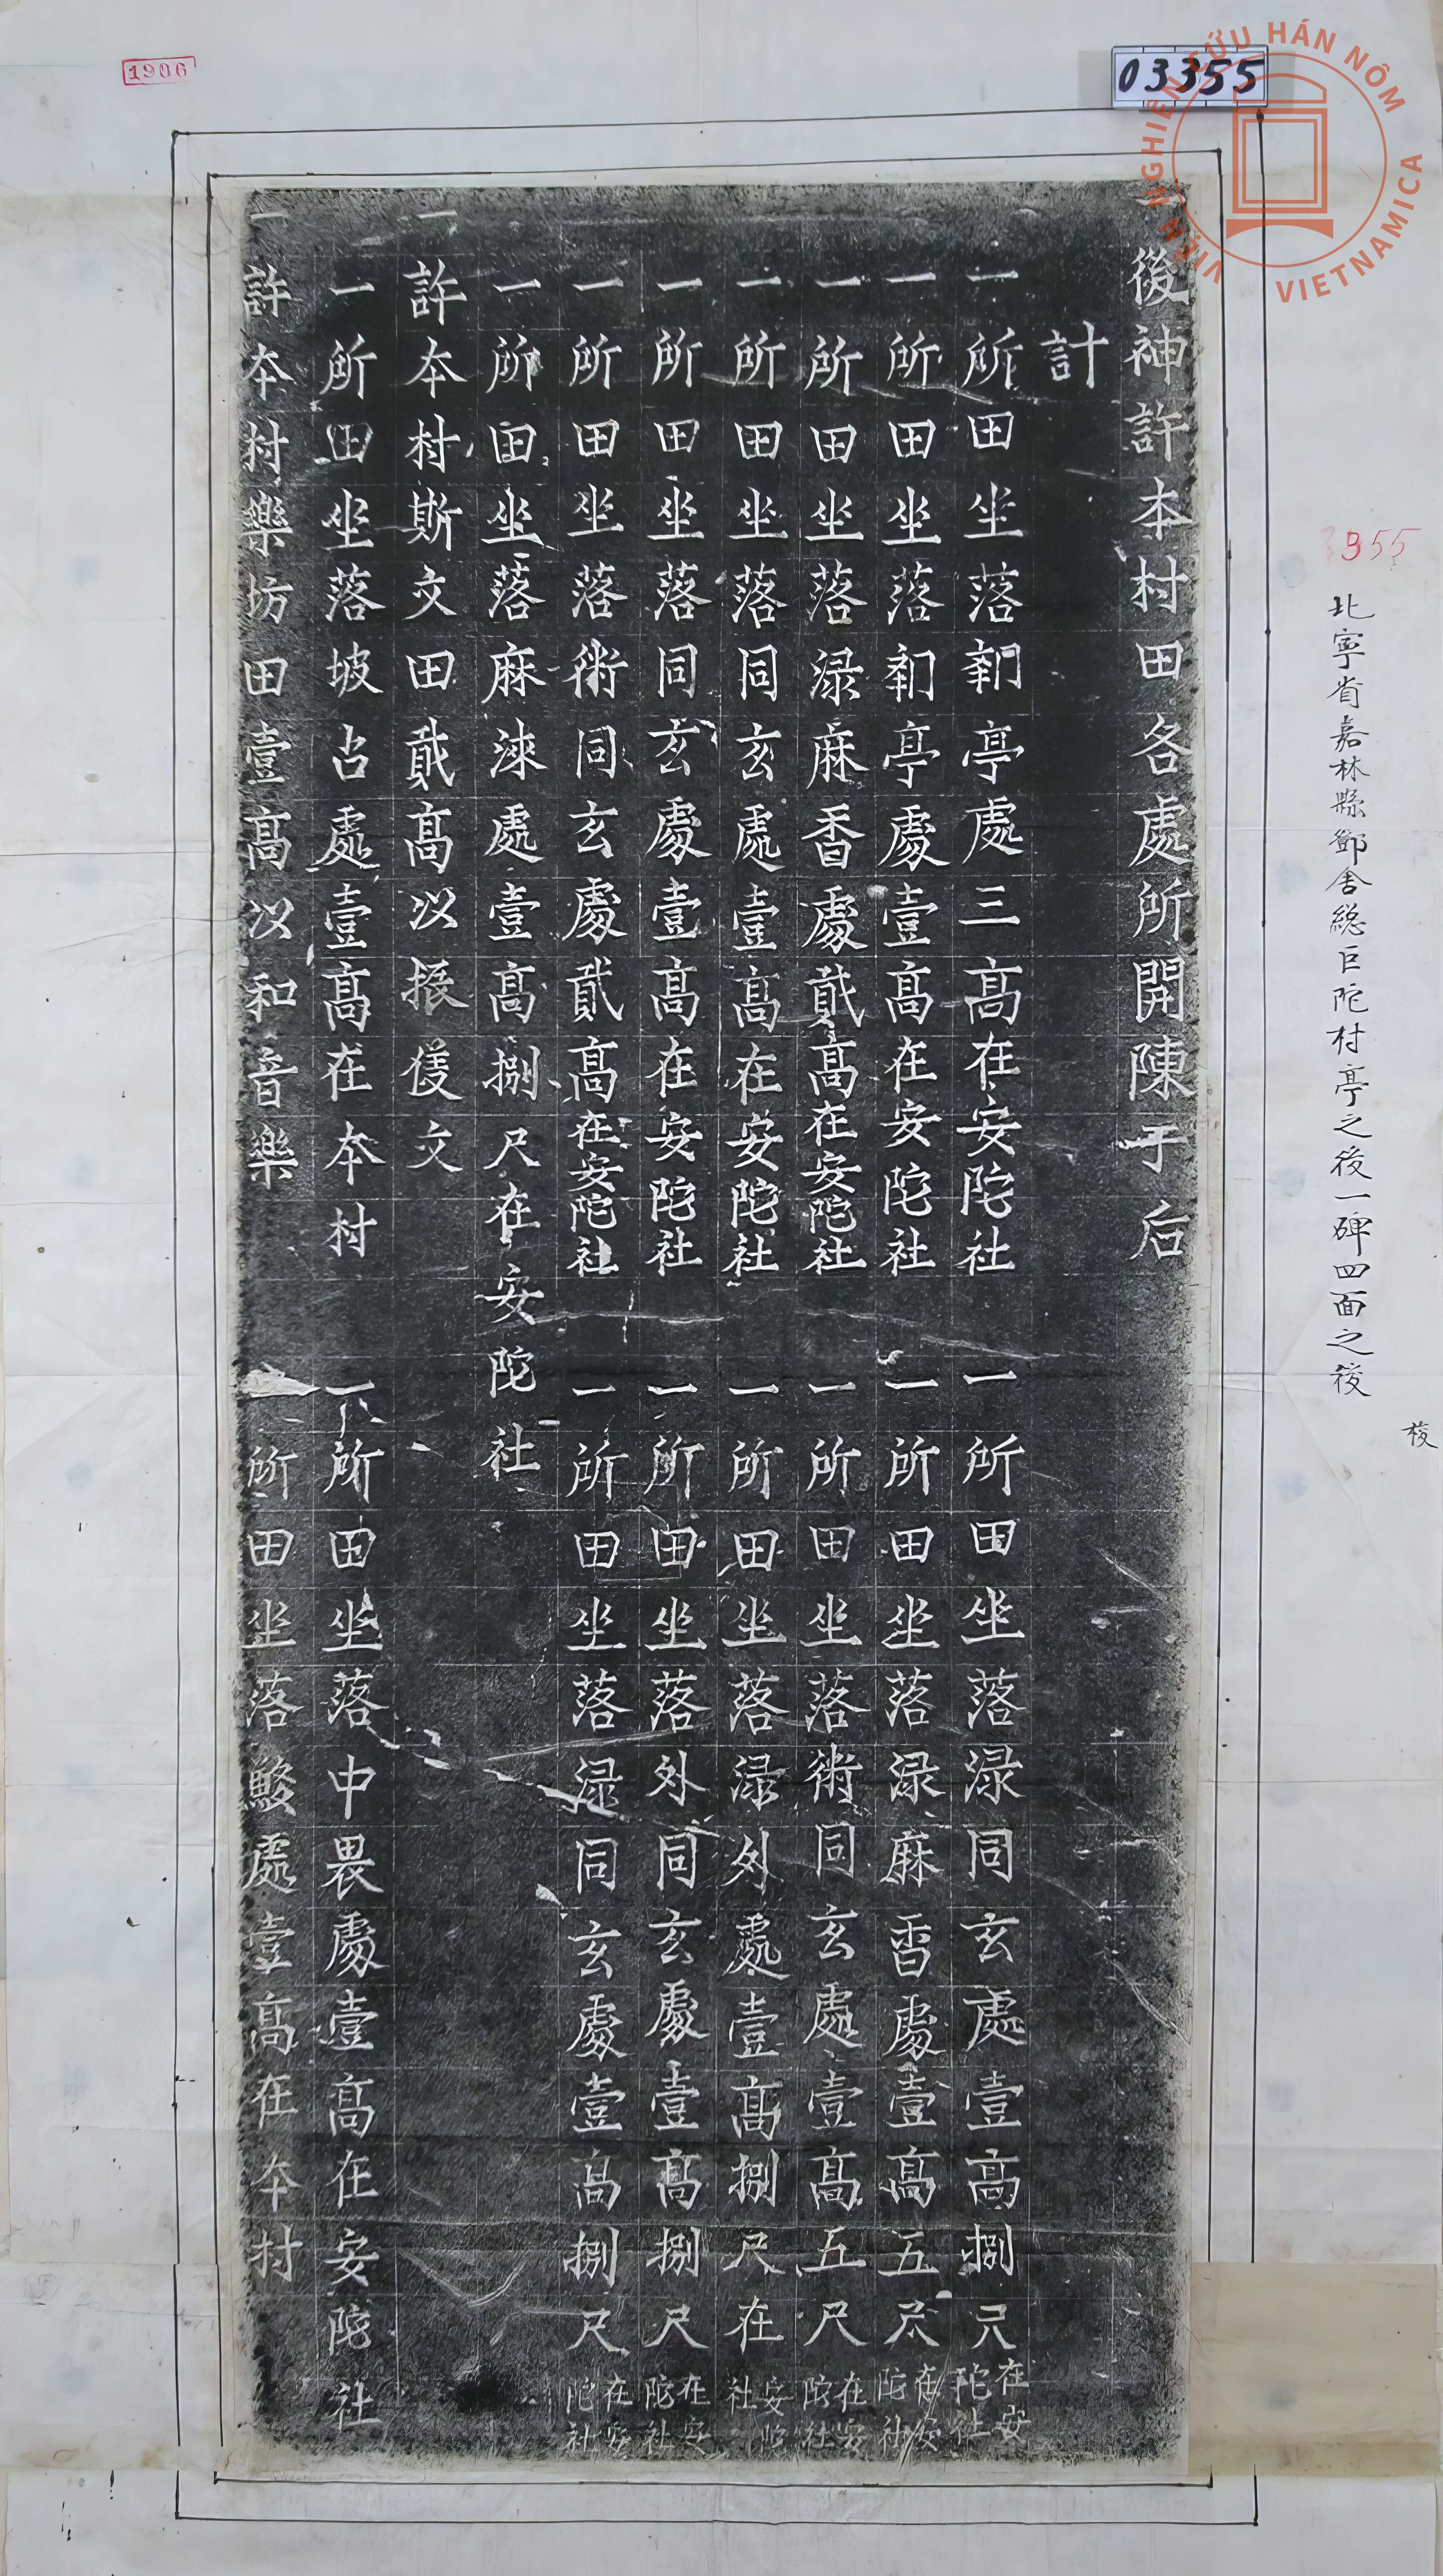 1906
03355
VIỆN NGHIÊN CỨU HÁN NÔM
VIETNAMICA
3355
北寧省嘉林縣鄧舍總巨陀村亭之後一碑四面之後
後
一後神許本村田各處所開陳于后
計
一所田坐落亭處三高在安陀社
一所田坐落同玄處壹高捌尺在安陀社
一所田坐落亭處壹高在安陀社
一所田坐落渌麻香處壹高五尺在安陀社
一所田坐落渌麻香處貳高在安陀社
一所田坐落術同玄處壹高五尺在安陀社
一所田坐落同玄處壹高在安陀社
一所田坐落渌外處壹高捌尺在安陀社
一所田坐落同玄處壹高在安陀社
一所田坐落外同玄處壹高捌尺在安陀社
一所田坐落術同玄處貳高在安陀社
一所田坐落渌同玄處壹高捌尺在安陀社
一所田坐落麻涞處壹高捌尺在安陀社
一許本村斯文田貳高以振文
一所田坐落坡占處壹高在本村
一所田坐落中畏處壹高在安陀社
一許本村樂坊田壹高以和音樂
一所田坐落處壹高在本村